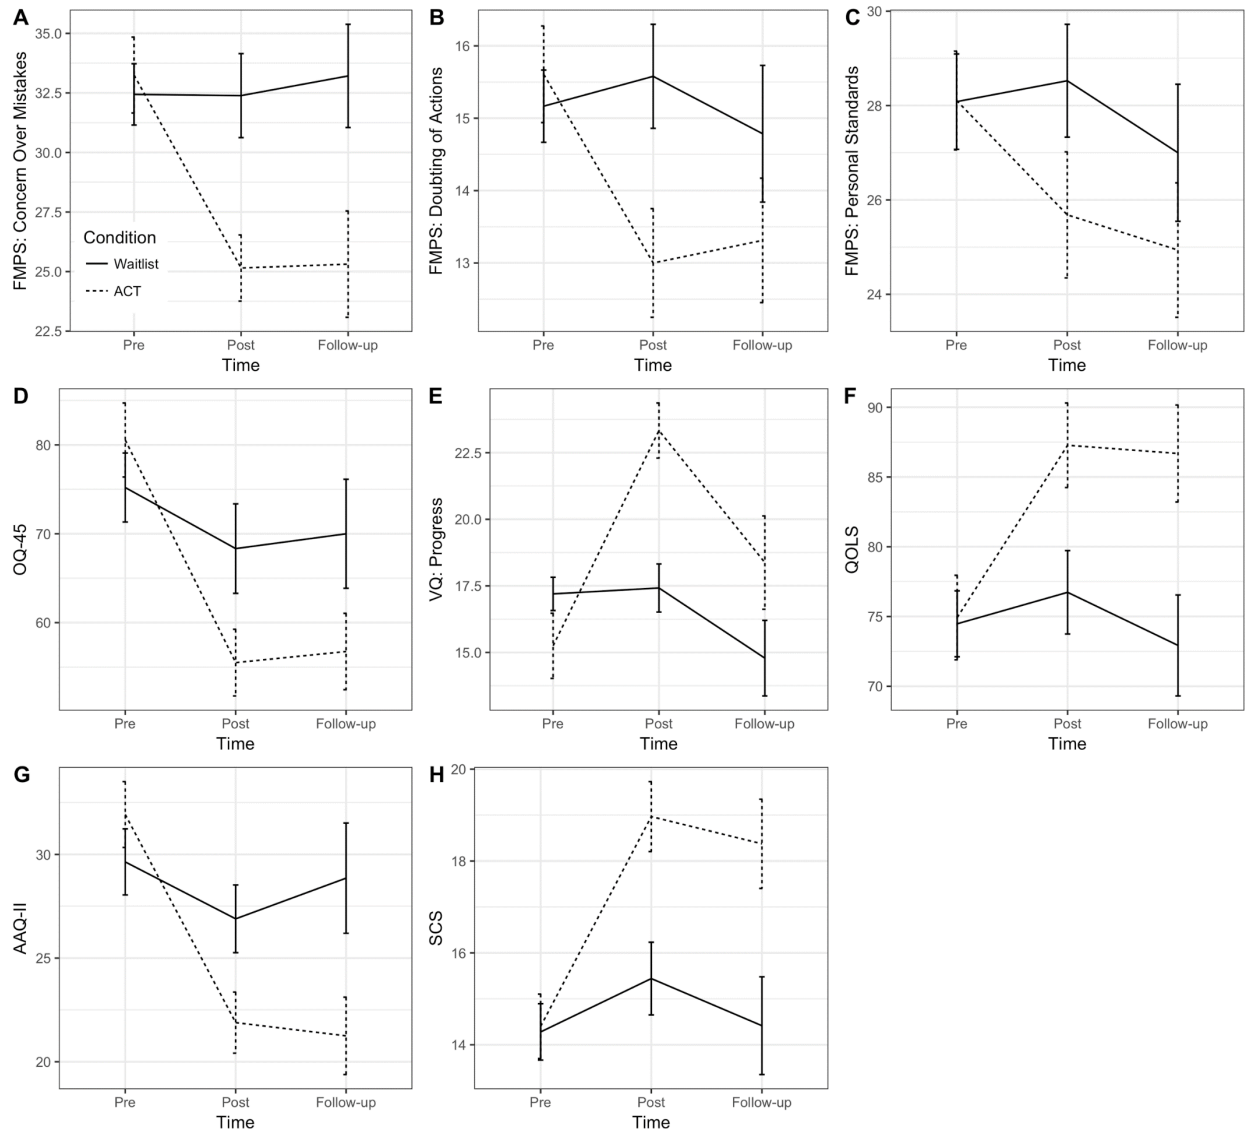 A
FMPS: Concern Over Mistakes
35.0
32.5
30.0
27.5
25.0
22.5
Condition
Waitlist
ACT
Pre
Post
Follow-up
Time
B
FMPS: Doubting of Actions
16
15
14
13
Pre
Post
Follow-up
Time
C
FMPS: Personal Standards
30
28
26
24
Pre
Post
Follow-up
Time
D
OQ-45
80
70
60
Pre
Post
Follow-up
Time
E
VQ: Progress
22.5
20.0
17.5
15.0
Pre
Post
Follow-up
Time
F
QOLS
90
85
80
75
70
Pre
Post
Follow-up
Time
G
AAQ-II
30
25
20
Pre
Post
Follow-up
Time
H
SCS
20
18
16
14
Pre
Post
Follow-up
Time